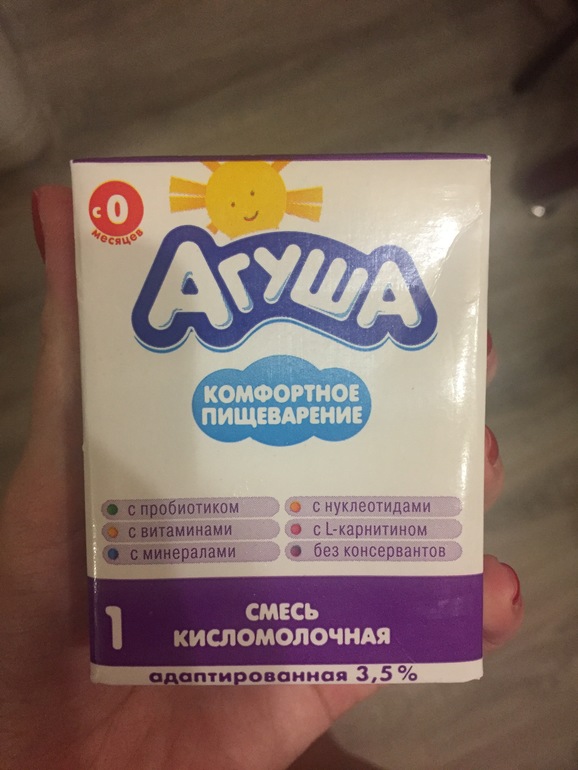 с 0
месяцев
Агуша
КОМФОРТНОЕ
ПИЩЕВАРЕНИЕ
с пробиотиком
с витаминами
с минералами
с нуклеотидами
с L-карнитином
без консервантов
1
СМЕСЬ
КИСЛОМОЛОЧНАЯ
адаптированная 3,5%